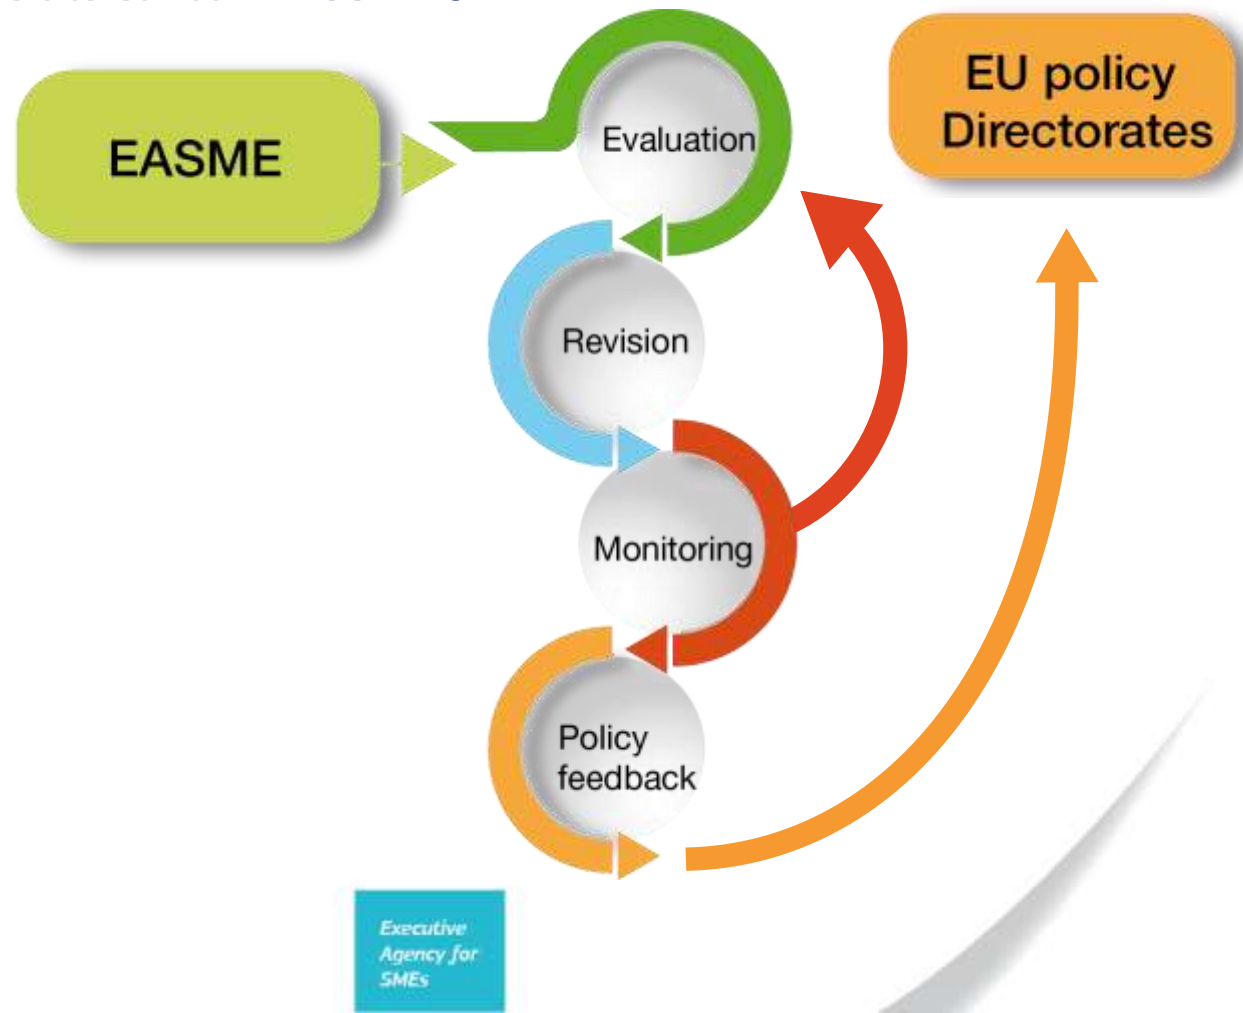 EASME
EU policy
Directorates
Evaluation
Revision
Monitoring
Policy
feedback
Executive
Agency for
SMEs